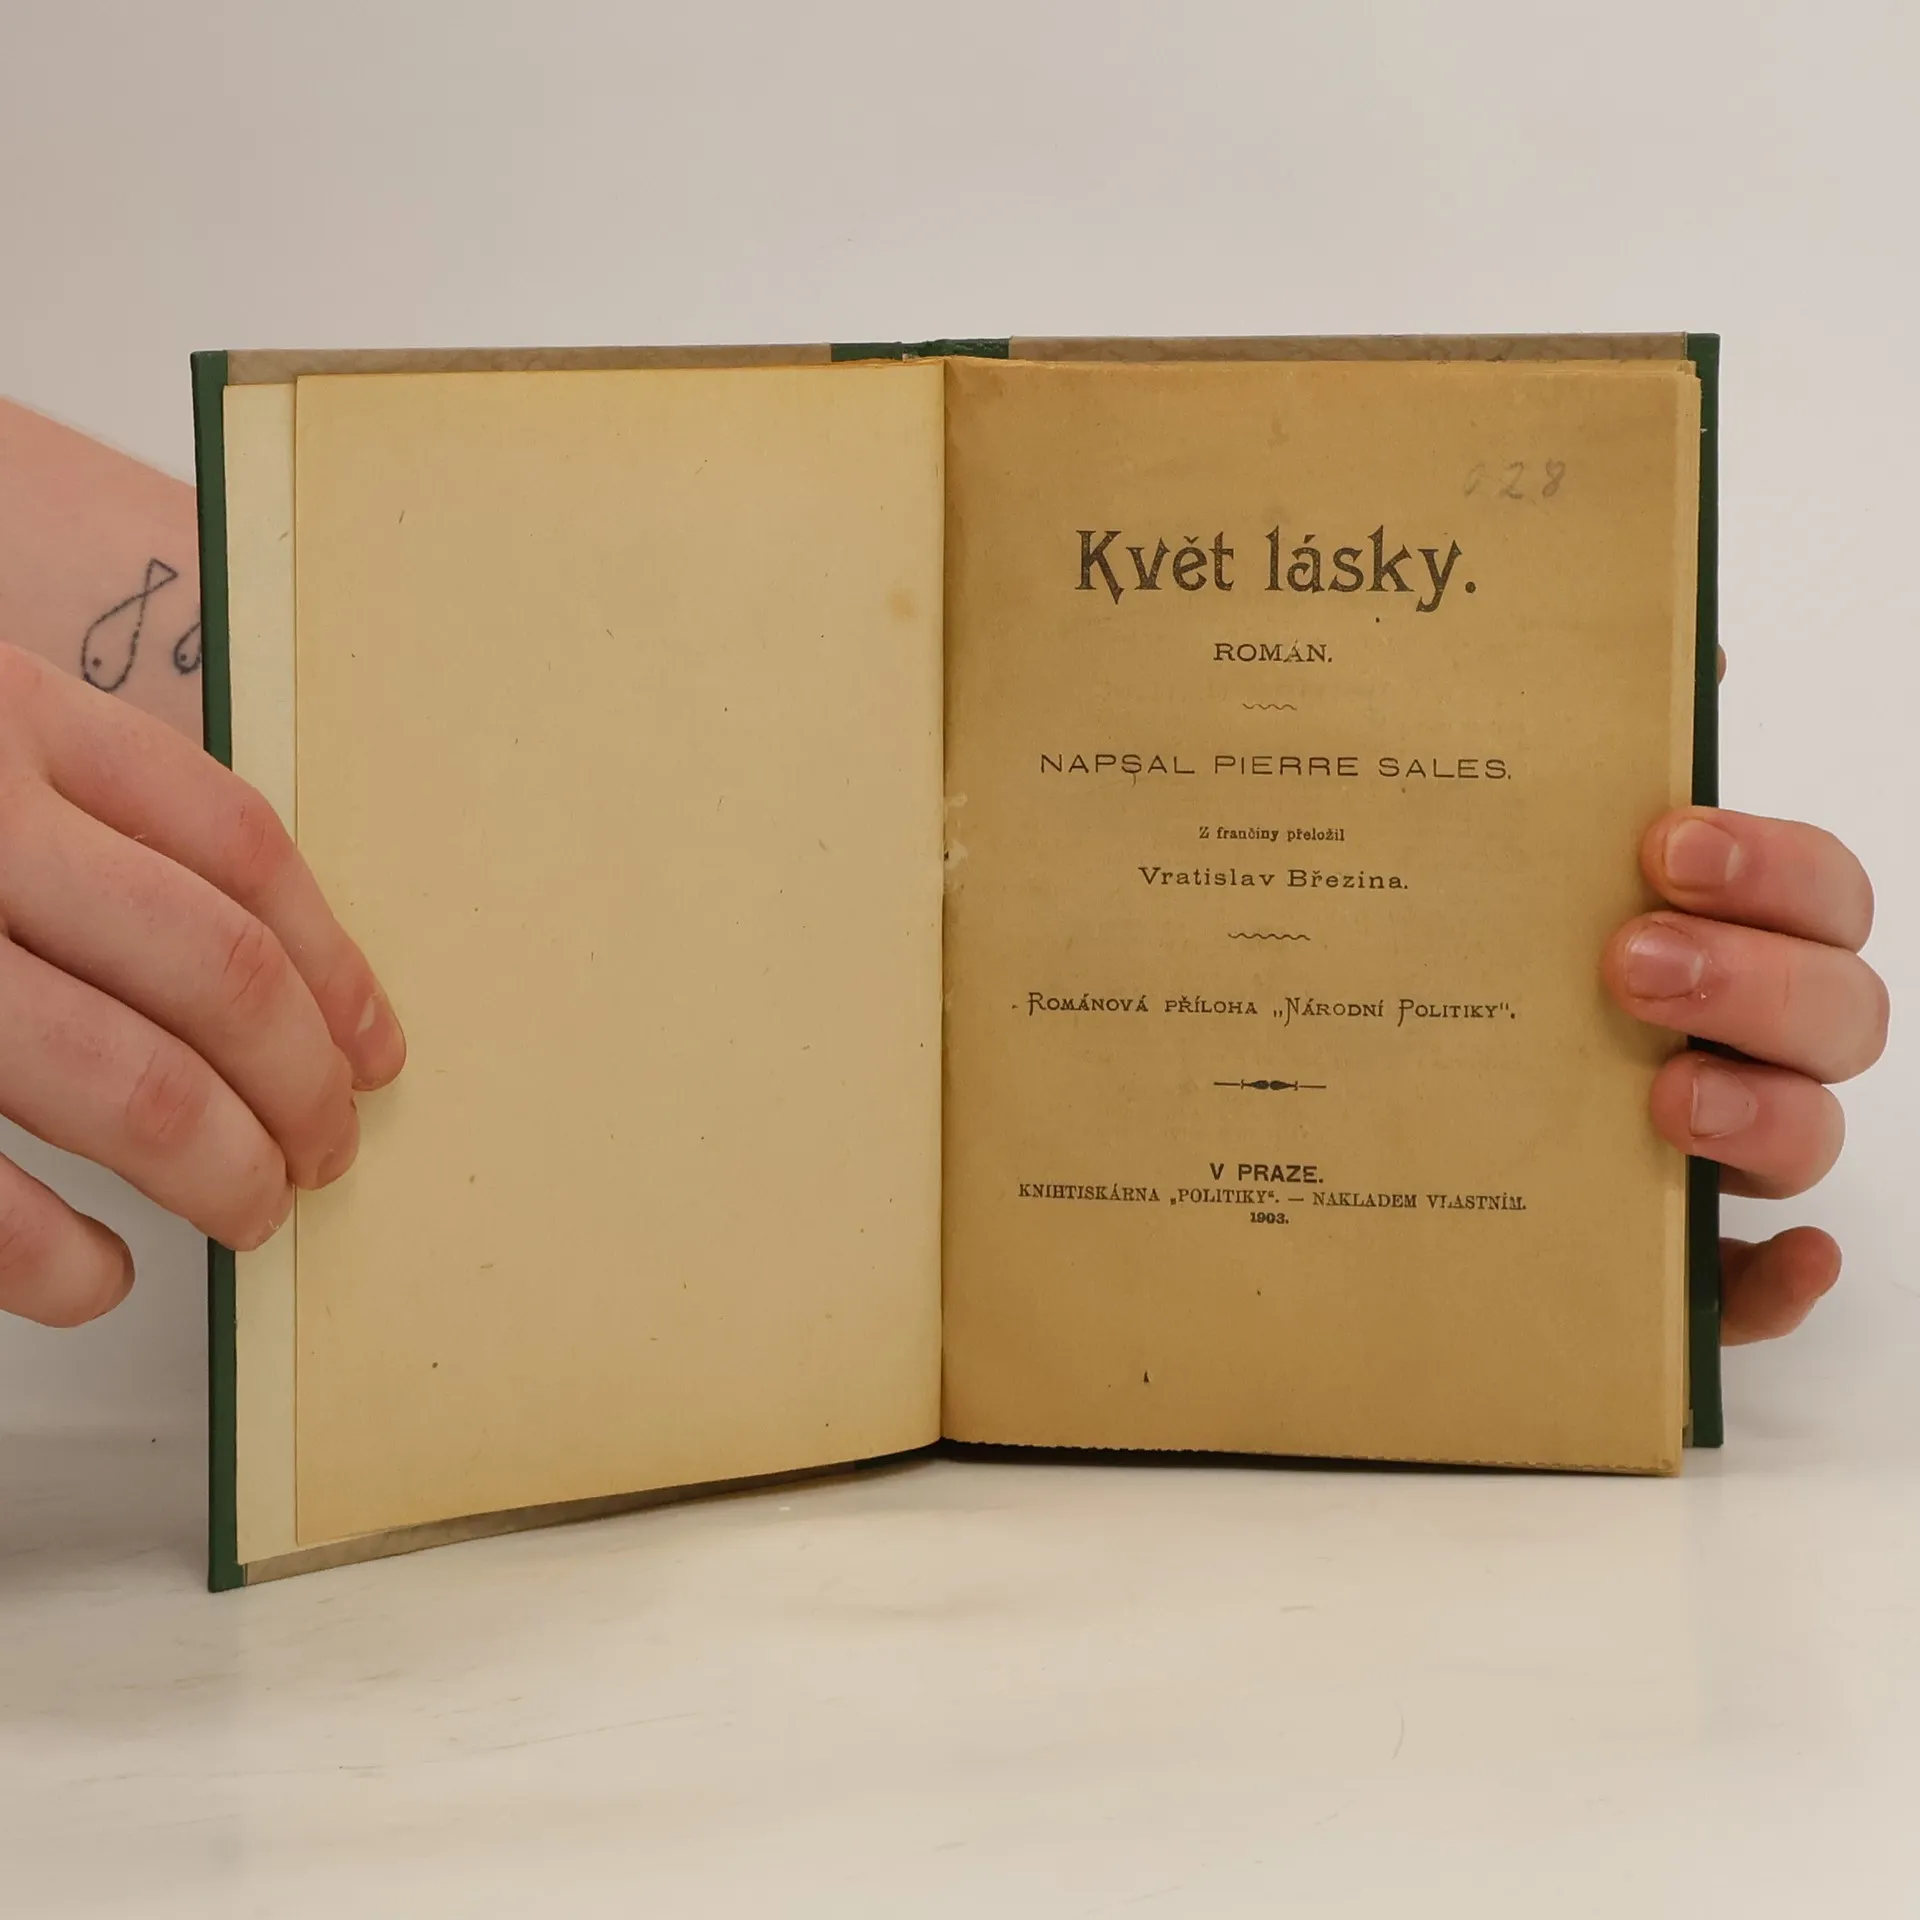 28
Květ lásky.
ROMÁN.
NAPSAL PIERRE SALES.
Z frančiny přeložil
Vratislav Březina.
ROMÁNOVÁ PŘÍLOHA „NÁRODNÍ POLITIKY“.
V PRAZE.
KNIHTISKÁRNA „POLITIKY“. — NAKLADEM VLASTNÍM.
1903.